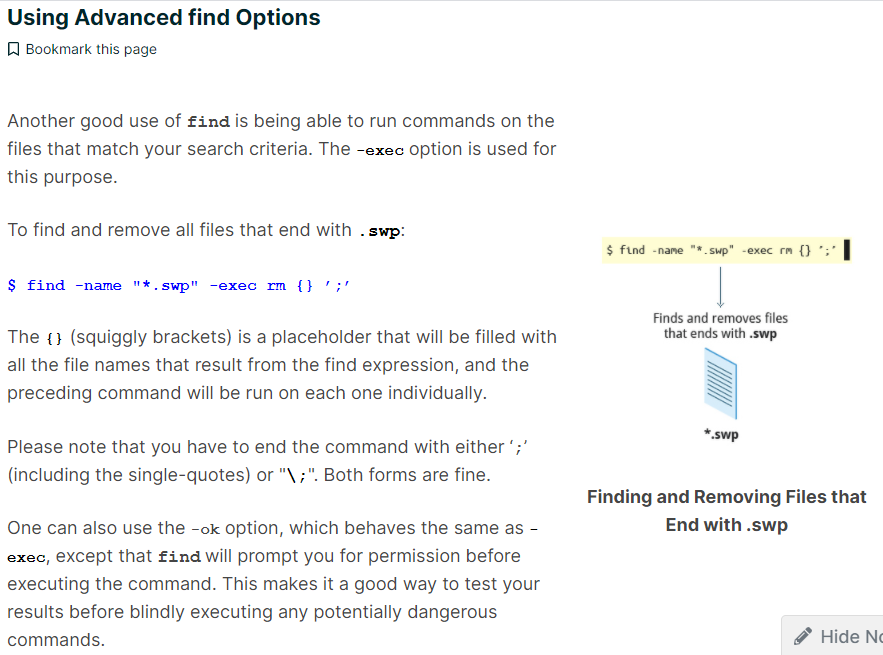 Using Advanced find Options
Bookmark this page
Another good use of find is being able to run commands on the
files that match your search criteria. The -exec option is used for
this purpose.
To find and remove all files that end with .swp:
$ find -name "*.swp" -exec rm {} ’;’
The {} (squiggly brackets) is a placeholder that will be filled with
all the file names that result from the find expression, and the
preceding command will be run on each one individually.
Please note that you have to end the command with either ‘;’
(including the single-quotes) or "\;". Both forms are fine.
One can also use the -ok option, which behaves the same as -
exec, except that find will prompt you for permission before
executing the command. This makes it a good way to test your
results before blindly executing any potentially dangerous
commands.
$ find -name "*.swp" -exec rm {} ‘;’
Finds and removes files
that ends with .swp
*.swp
Finding and Removing Files that
End with .swp
Hide No